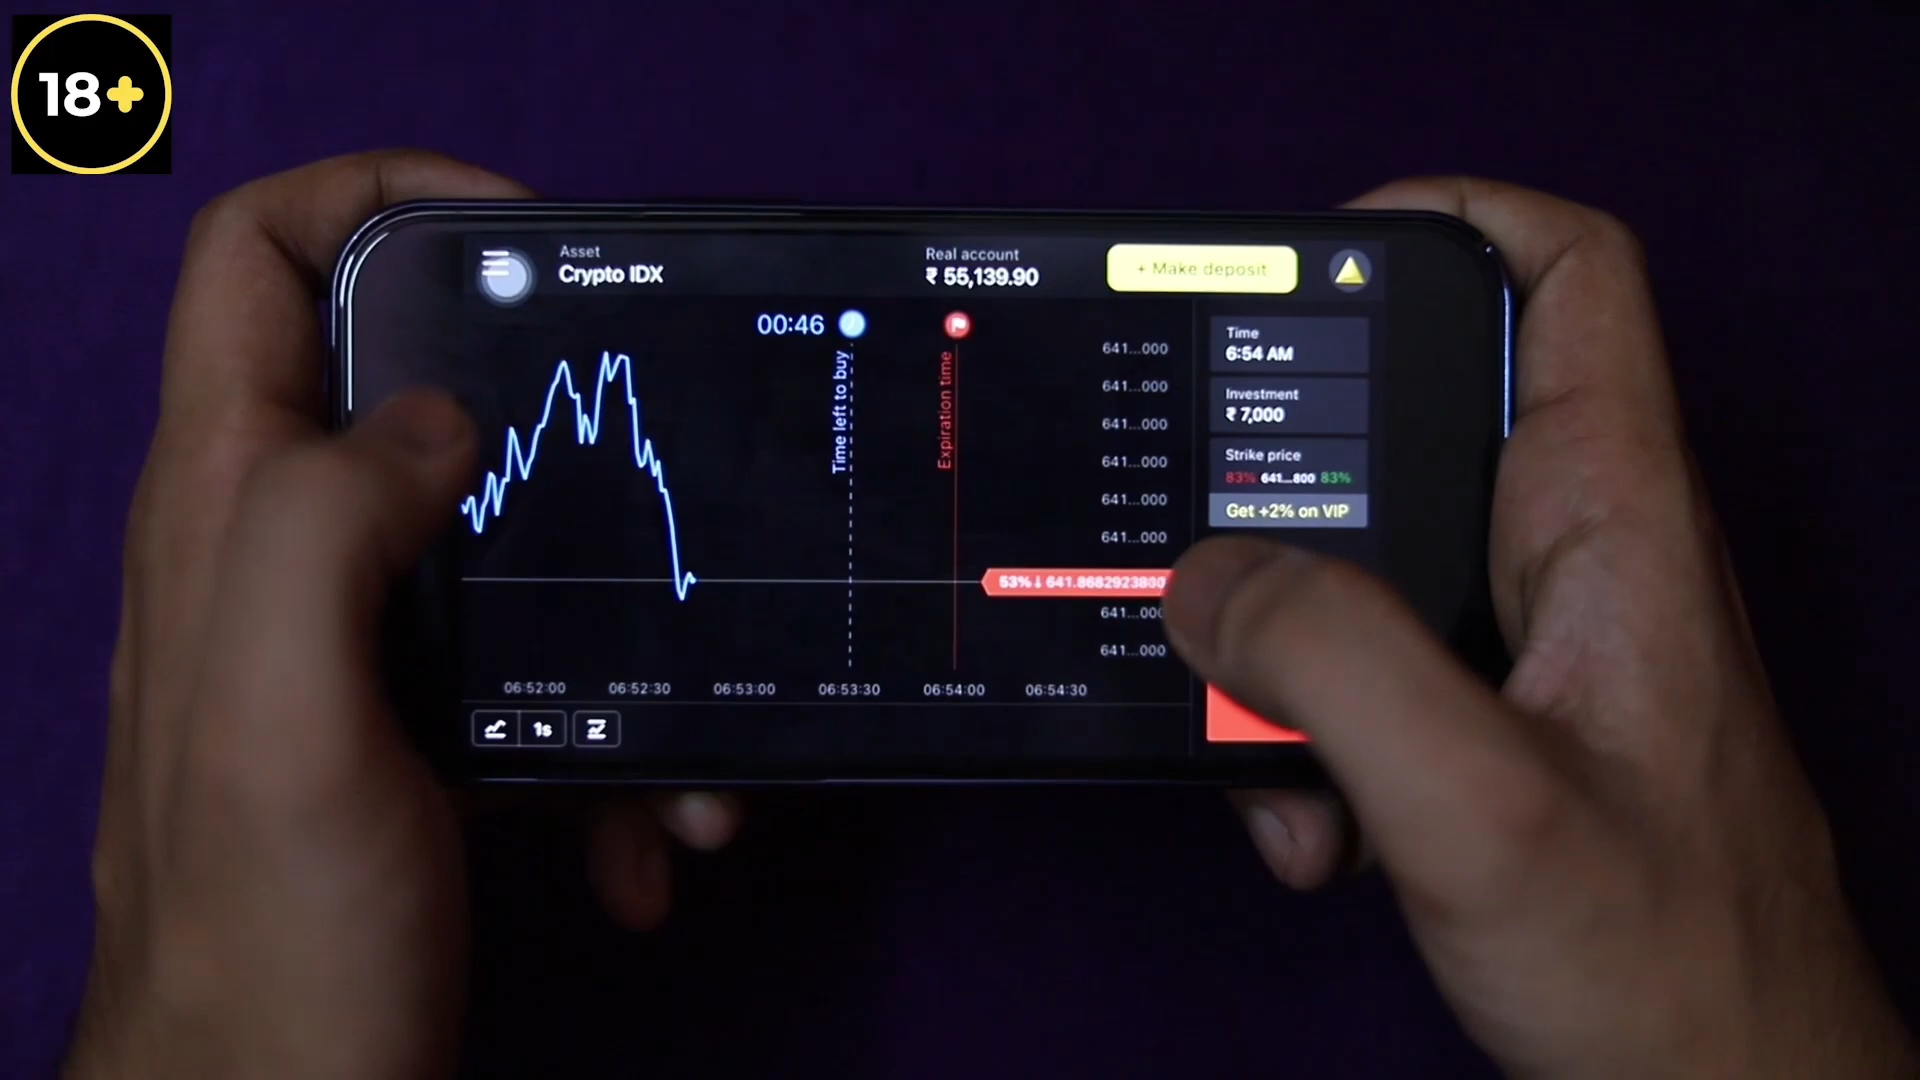 18+
Asset
Crypto IDX
Real account
₹ 55,139.90
+ Make deposit
00:46
Time left to buy
Expiration time
641...000
641...000
641...000
641...000
641...000
641...000
53%↓ 641.8682923800
641...000
641...000
06:52:00
06:52:30
06:53:00
06:53:30
06:54:00
06:54:30
1s
Time
6:54 AM
Investment
₹ 7,000
Strike price
83% 641...800 83%
Get +2% on VIP